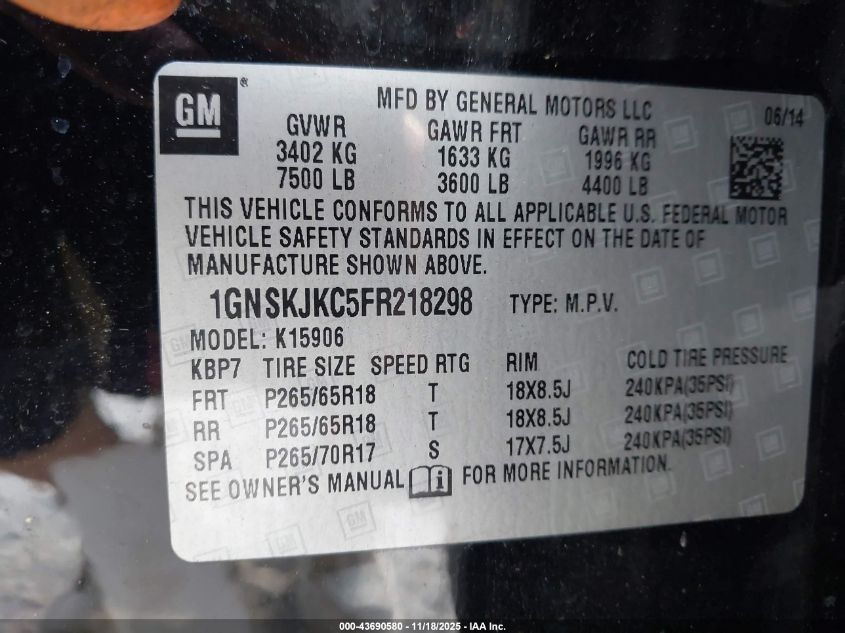 GM ®
MFD BY GENERAL MOTORS LLC 06/14
GVWR GAWR FRT GAWR RR
3402 KG 1633 KG 1996 KG
7500 LB 3600 LB 4400 LB
THIS VEHICLE CONFORMS TO ALL APPLICABLE U.S. FEDERAL MOTOR
VEHICLE SAFETY STANDARDS IN EFFECT ON THE DATE OF
MANUFACTURE SHOWN ABOVE.
1GNSKJKC5FR218298 TYPE: M.P.V.
MODEL: K15906
KBP7 TIRE SIZE SPEED RTG RIM COLD TIRE PRESSURE
FRT P265/65R18 T 18X8.5J 240KPA(35PSI)
RR P265/65R18 T 18X8.5J 240KPA(35PSI)
SPA P265/70R17 S 17X7.5J 240KPA(35PSI)
SEE OWNER'S MANUAL i FOR MORE INFORMATION.
000-43690580 — 11/18/2025 — IAA Inc.